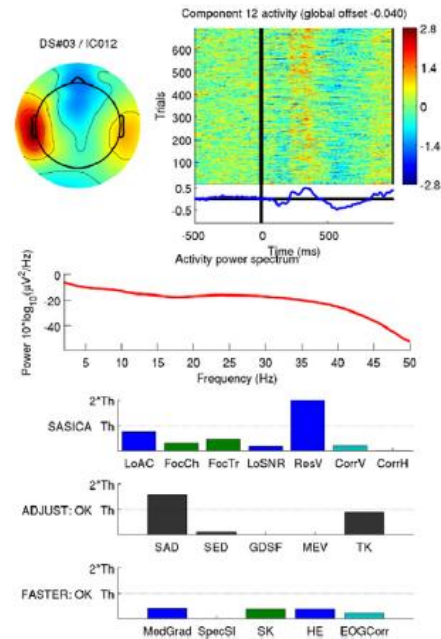 DS#03 / IC012
Component 12 activity (global offset -0.040)
Trials
600
500
400
300
200
100
2.8
1.4
0
-1.4
-2.8
0.5
-0.5
-500
0
500
Time (ms)
Activity power spectrum
Power 10*log10(µV²/Hz)
0
-20
-40
5
10
15
20
25
30
35
40
45
50
Frequency (Hz)
SASICA
2*Th
Th
LoAC FocCh FocTr LoSNR ResV CorrV CorrH
ADJUST: OK
2*Th
Th
SAD SED GDSF MEV TK
FASTER: OK
2*Th
Th
MedGrad SpecSl SK HE EOGCorr